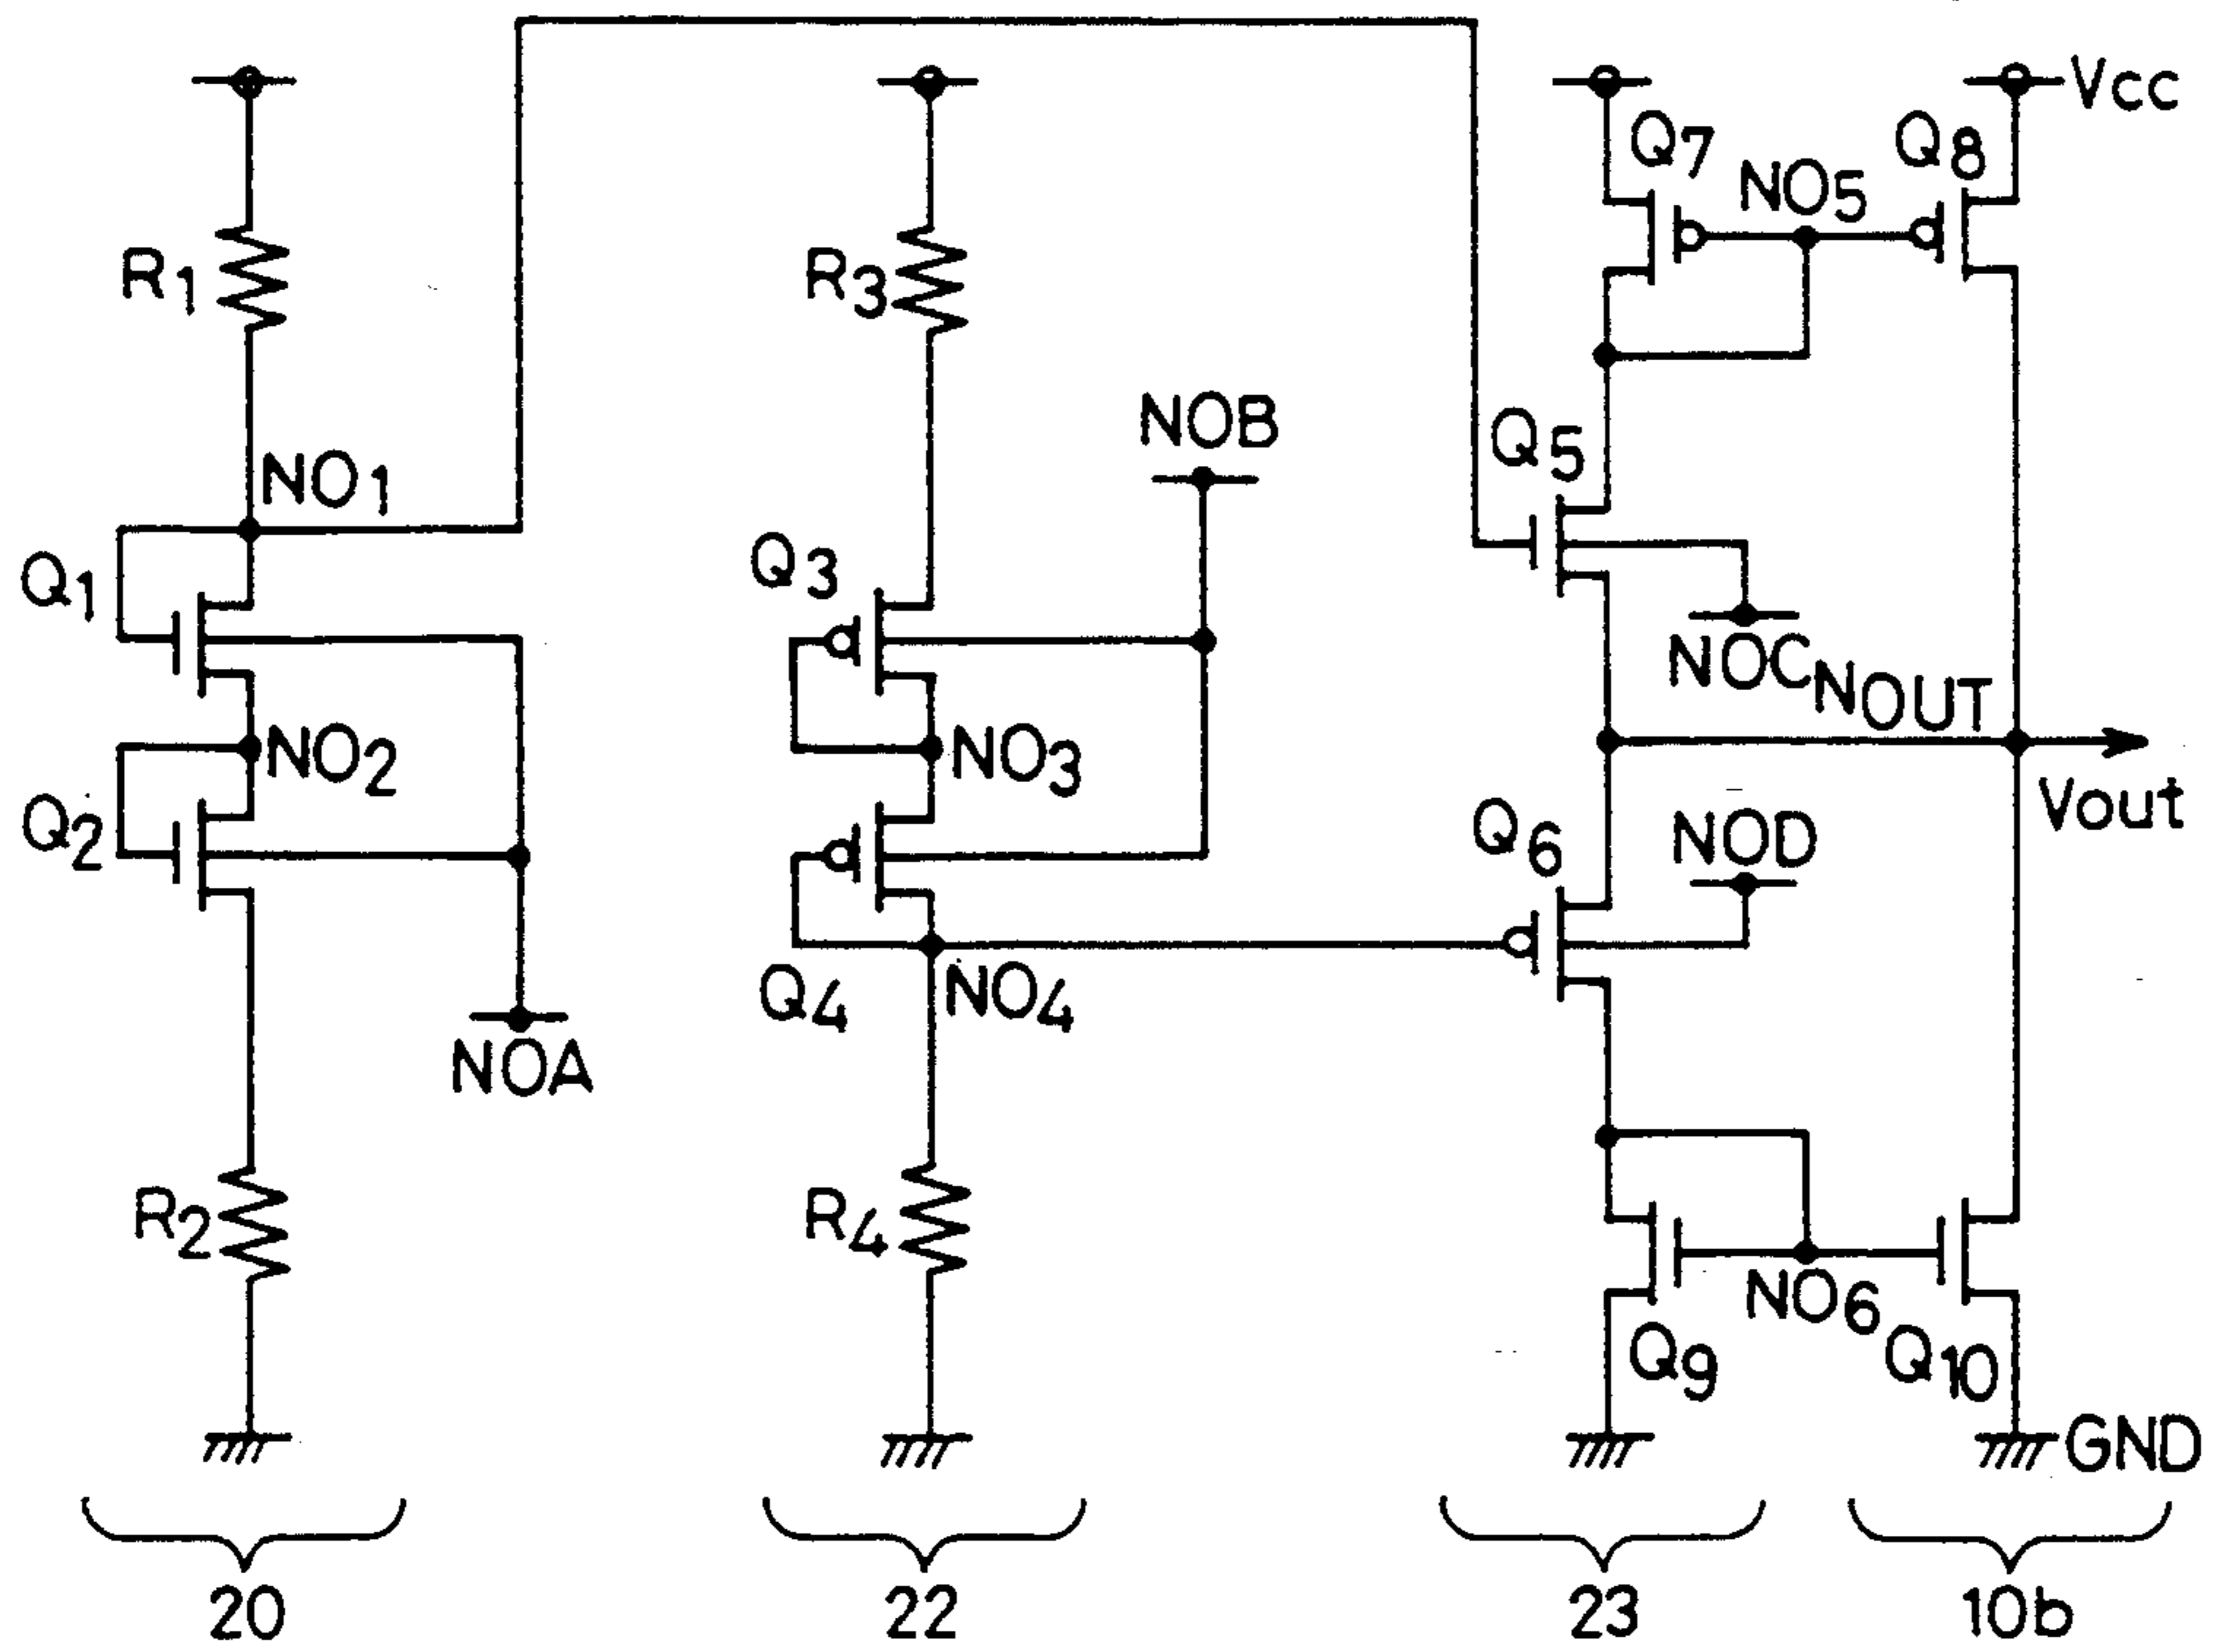 Vcc
Q7
Q8
NO5
R1
R3
NOB
Q5
NO1
Q3
Q1
NOC
NOUT
NO2
NO3
Vout
Q2
Q6
NOD
Q4
NO4
NOA
R2
R4
NO6
Q9
Q10
GND
20
22
23
10b